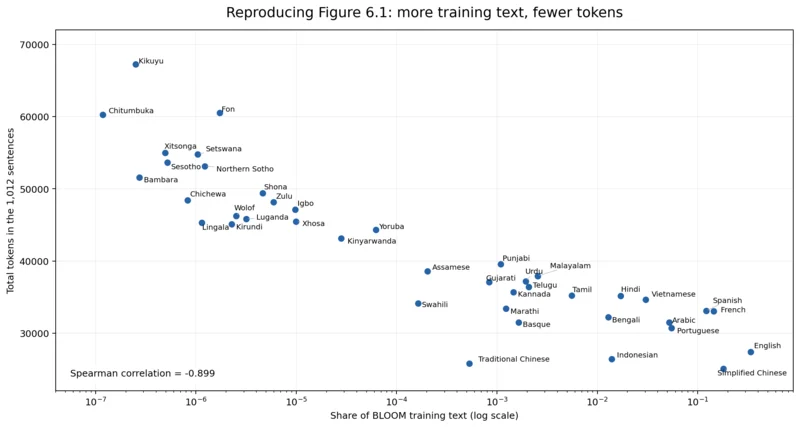 Reproducing Figure 6.1: more training text, fewer tokens
Total tokens in the 1,012 sentences
70000
60000
50000
40000
30000
Kikuyu
Chitumbuka
Fon
Xitsonga
Setswana
Sesotho
Northern Sotho
Bambara
Shona
Chichewa
Zulu
Igbo
Wolof
Luganda
Xhosa
Lingala
Kirundi
Yoruba
Kinyarwanda
Punjabi
Assamese
Urdu
Malayalam
Gujarati
Telugu
Kannada
Tamil
Hindi
Vietnamese
Swahili
Marathi
Spanish
French
Basque
Bengali
Arabic
Portuguese
English
Traditional Chinese
Indonesian
Simplified Chinese
Spearman correlation = -0.899
10⁻⁷
10⁻⁶
10⁻⁵
10⁻⁴
10⁻³
10⁻²
10⁻¹
Share of BLOOM training text (log scale)